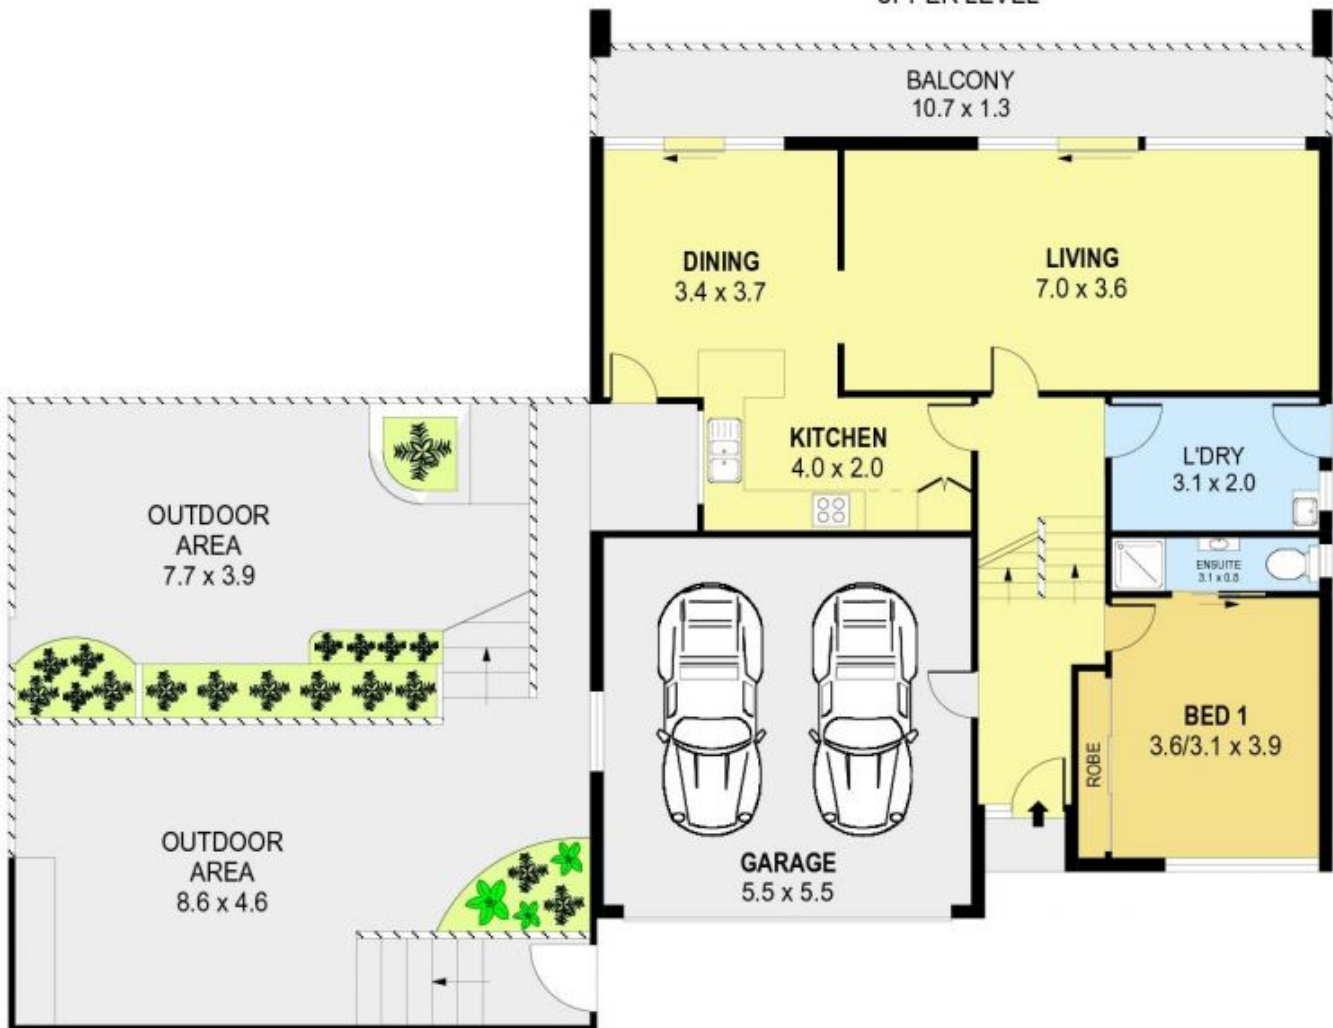 UPPER LEVEL
BALCONY
10.7 x 1.3
DINING
3.4 x 3.7
LIVING
7.0 x 3.6
KITCHEN
4.0 x 2.0
L'DRY
3.1 x 2.0
OUTDOOR
AREA
7.7 x 3.9
ENSUITE
3.1 x 0.8
BED 1
3.6/3.1 x 3.9
ROBE
OUTDOOR
AREA
8.6 x 4.6
GARAGE
5.5 x 5.5